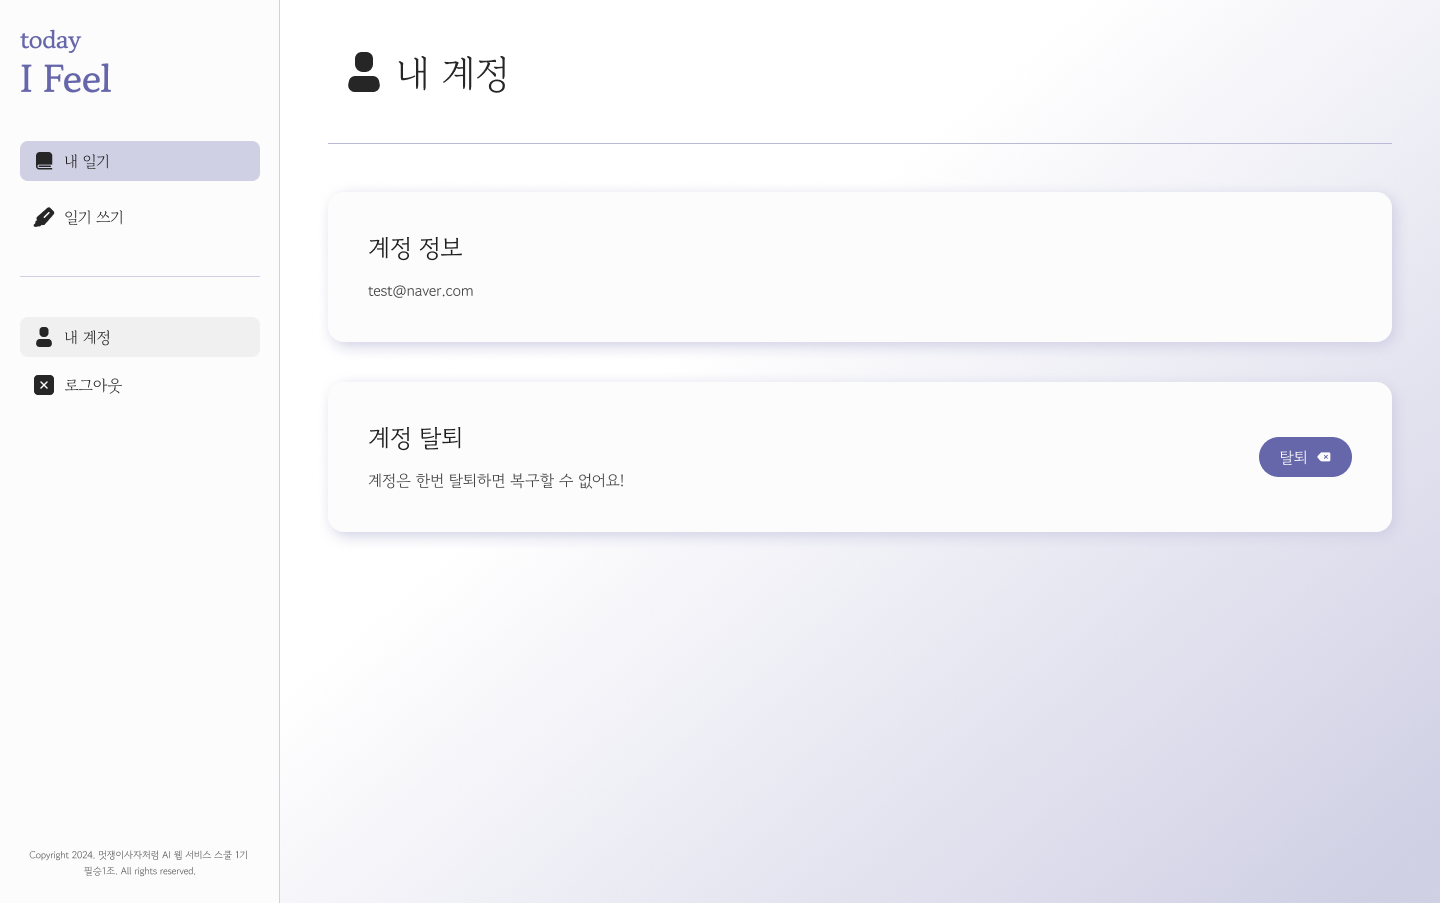 today
I Feel
내 일기
일기 쓰기
내 계정
로그아웃
Copyright 2024. 멋쟁이사자처럼 AI 웹 서비스 스쿨 1기
필승1조. All rights reserved.
내 계정
계정 정보
test@naver.com
계정 탈퇴
계정은 한번 탈퇴하면 복구할 수 없어요!
탈퇴